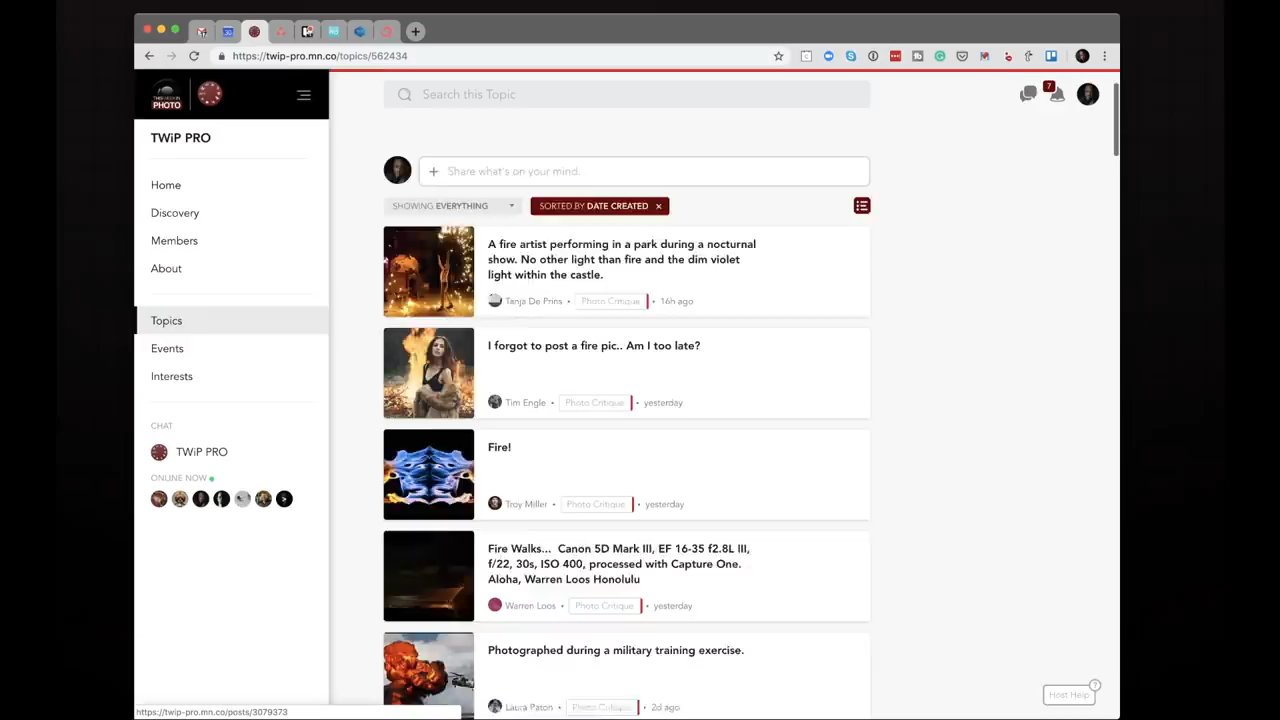 https://twip-pro.mn.co/topics/562434
PHOTO
Search this Topic
7
TWiP PRO
Home
Discovery
Members
About
Topics
Events
Interests
CHAT
TWiP PRO
ONLINE NOW
+ Share what's on your mind.
SHOWING EVERYTHING
SORTED BY DATE CREATED ×
A fire artist performing in a park during a nocturnal
show. No other light than fire and the dim violet
light within the castle.
Tanja De Prins • Photo Critique • 16h ago
I forgot to post a fire pic.. Am I too late?
Tim Engle • Photo Critique • yesterday
Fire!
Troy Miller • Photo Critique • yesterday
Fire Walks... Canon 5D Mark III, EF 16-35 f2.8L III,
f/22, 30s, ISO 400, processed with Capture One.
Aloha, Warren Loos Honolulu
Warren Loos • Photo Critique • yesterday
Photographed during a military training exercise.
Laura Paton • Photo Critique • 2d ago
Host Help
?
https://twip-pro.mn.co/posts/3079373